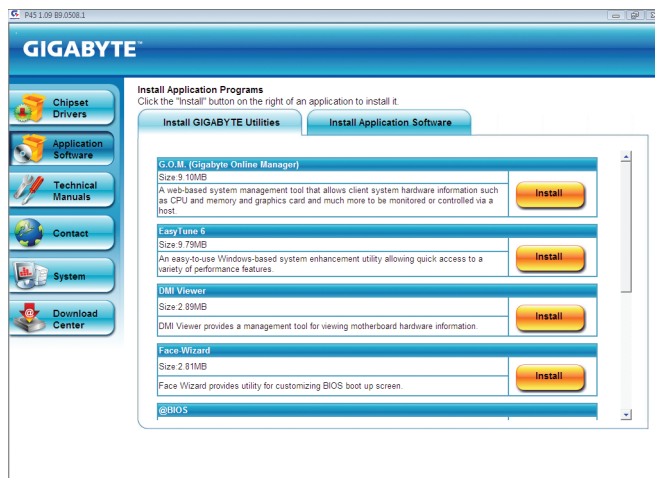 P45 1.09 B9.0508.1
GIGABYTE™
Chipset
Drivers
Application
Software
Technical
Manuals
Contact
System
Download
Center
Install Application Programs
Click the "Install" button on the right of an application to install it.
Install GIGABYTE Utilities
Install Application Software
G.O.M. (Gigabyte Online Manager)
Size:9.10MB
A web-based system management tool that allows client system hardware information such
as CPU and memory and graphics card and much more to be monitored or controlled via a
host.
Install
EasyTune 6
Size:9.79MB
An easy-to-use Windows-based system enhancement utility allowing quick access to a
variety of performance features.
Install
DMI Viewer
Size:2.89MB
DMI Viewer provides a management tool for viewing motherboard hardware information.
Install
Face-Wizard
Size:2.81MB
Face Wizard provides utility for customizing BIOS boot up screen.
Install
@BIOS